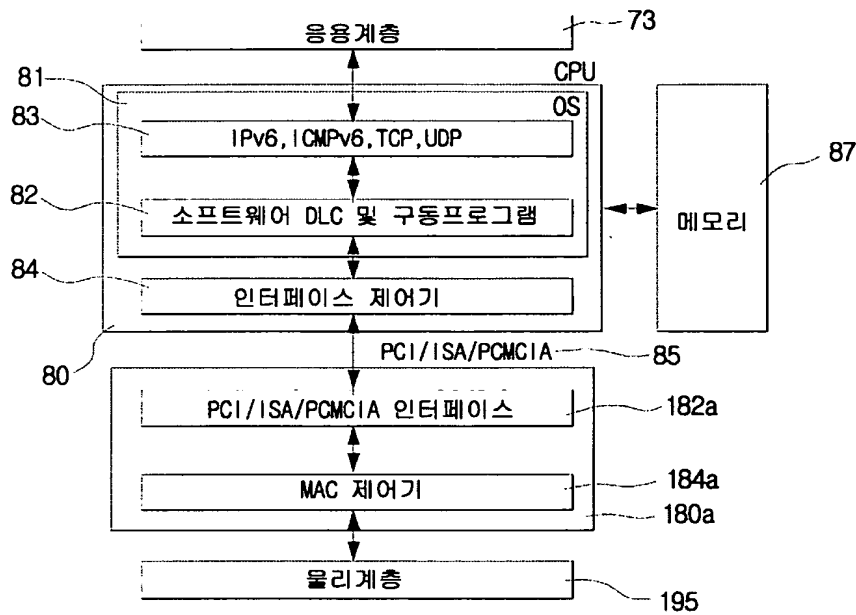 응용계층
73
81
CPU
OS
83
IPv6,ICMPv6,TCP,UDP
87
82
소프트웨어 DLC 및 구동프로그램
메모리
84
인터페이스 제어기
80
PCI/ISA/PCMCIA
85
PCI/ISA/PCMCIA 인터페이스
182a
MAC 제어기
184a
180a
물리계층
195